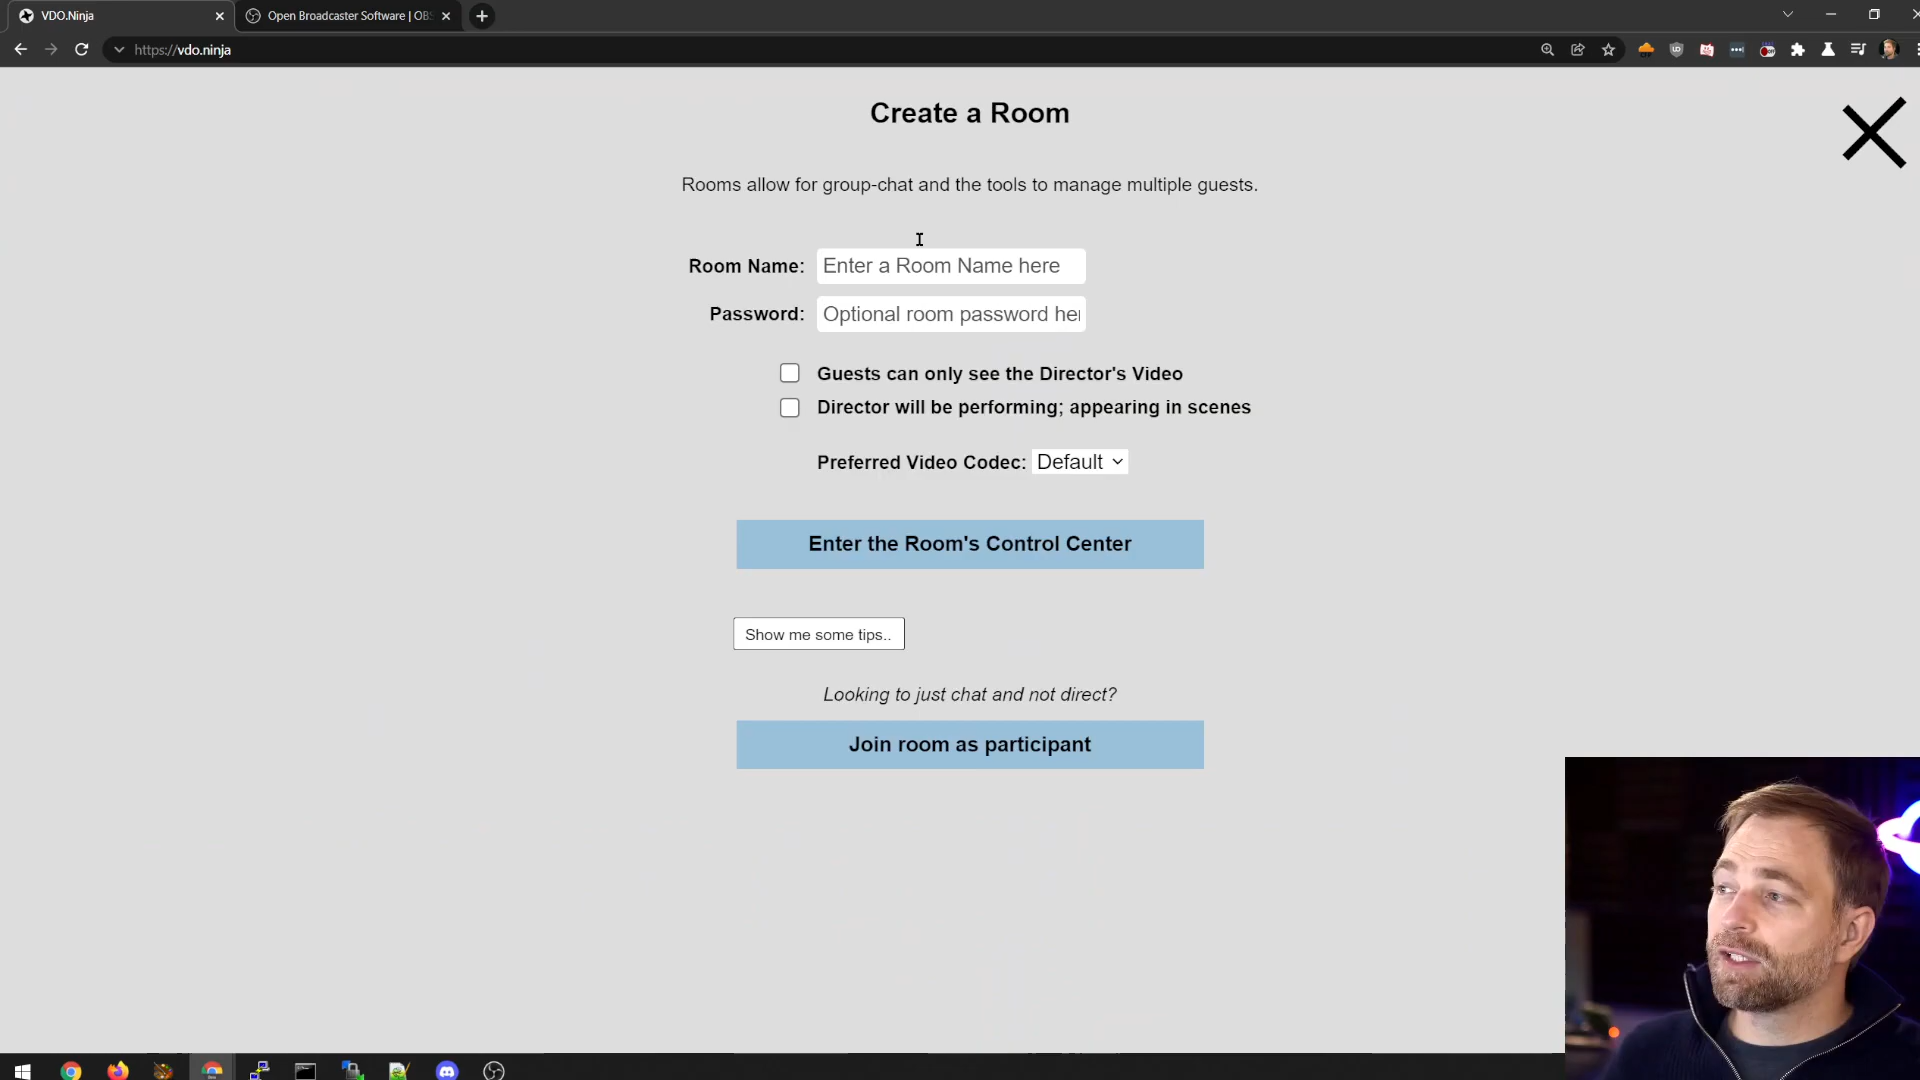 VDO.Ninja
Open Broadcaster Software | OBS
https://vdo.ninja
Create a Room
Rooms allow for group-chat and the tools to manage multiple guests.
Room Name: Enter a Room Name here
Password: Optional room password her
Guests can only see the Director's Video
Director will be performing; appearing in scenes
Preferred Video Codec: Default
Enter the Room's Control Center
Show me some tips..
Looking to just chat and not direct?
Join room as participant